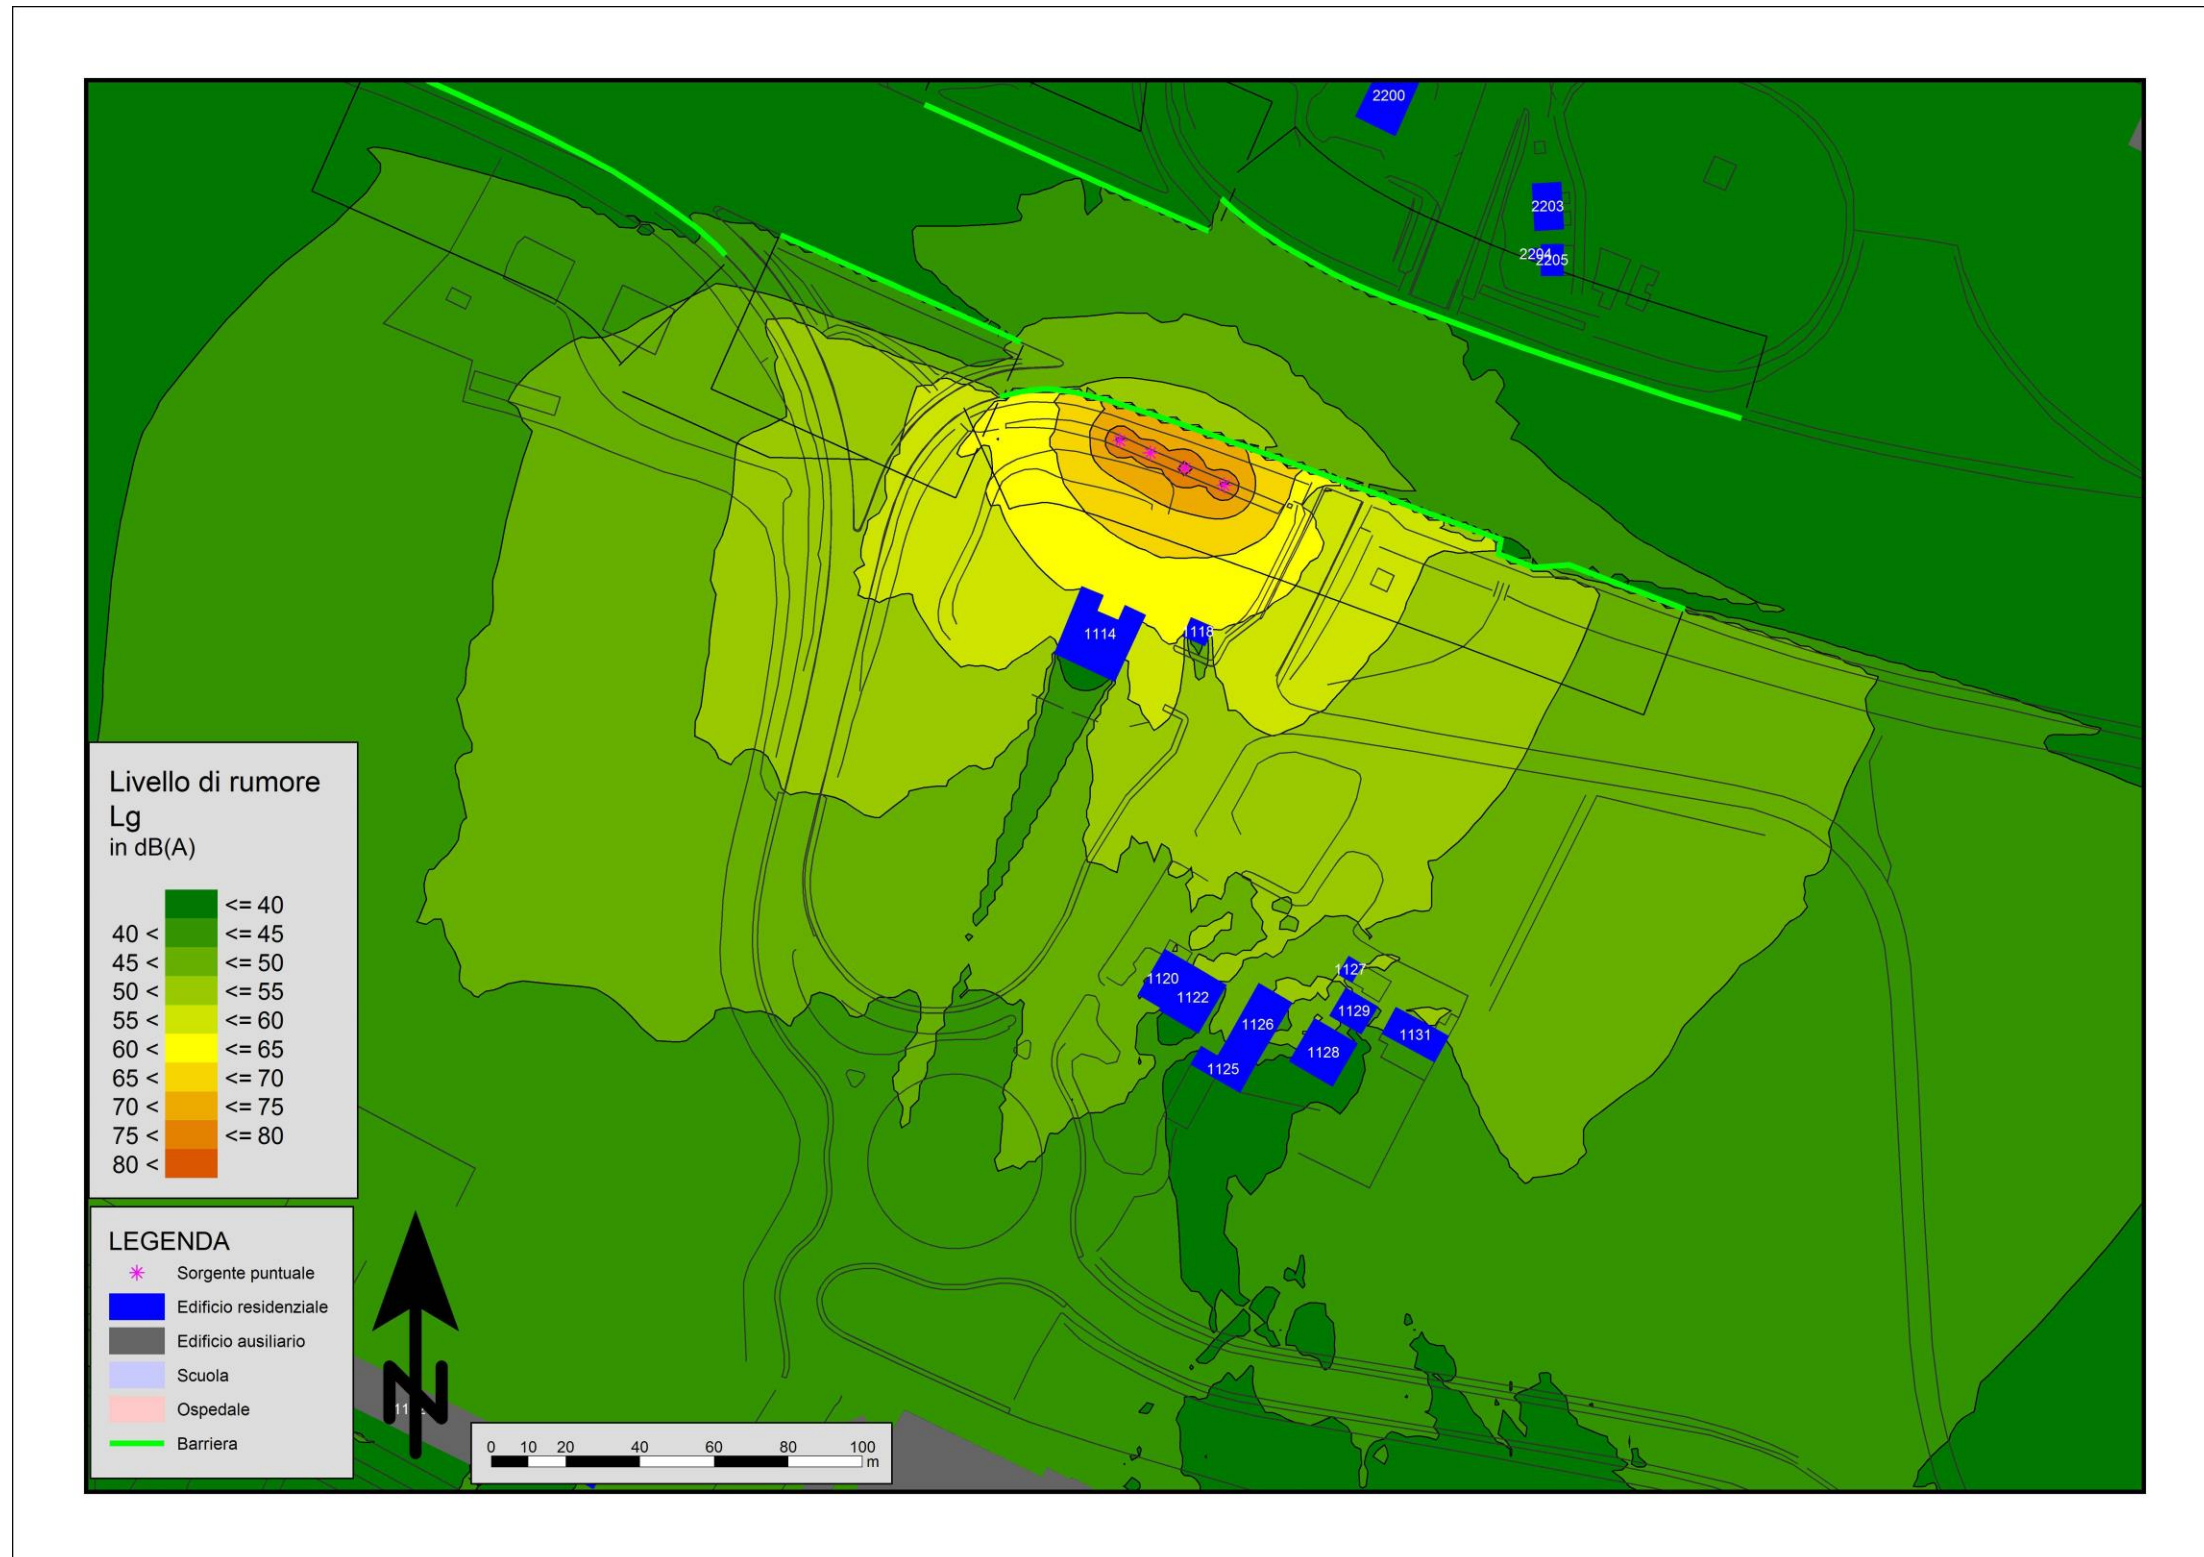 2200
2203
2204
2205
1114
1118
1120
1122
1127
1126
1129
1131
1128
1125
Livello di rumore
Lg
in dB(A)
<= 40
40 < <= 45
45 < <= 50
50 < <= 55
55 < <= 60
60 < <= 65
65 < <= 70
70 < <= 75
75 < <= 80
80 <
LEGENDA
Sorgente puntuale
Edificio residenziale
Edificio ausiliario
Scuola
Ospedale
Barriera
N
0 10 20 40 60 80 100
m